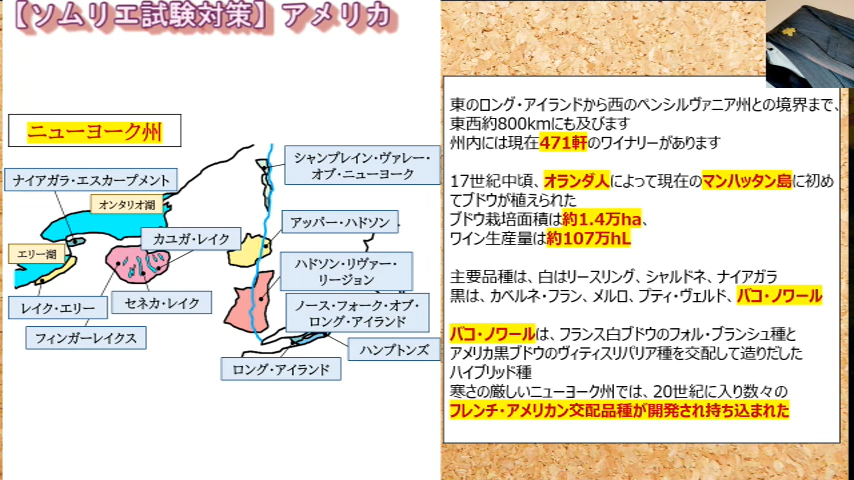 【ソムリエ試験対策】アメリカ
ニューヨーク州
シャンプレイン・ヴァレー・
オブ・ニューヨーク
ナイアガラ・エスカープメント
オンタリオ湖
アッパー・ハドソン
カユガ・レイク
エリー湖
ハドソン・リヴァー・
リージョン
レイク・エリー
セネカ・レイク
ノース・フォーク・オブ・
ロング・アイランド
フィンガーレイクス
ハンプトンズ
ロング・アイランド
東のロング・アイランドから西のペンシルヴァニア州との境界まで、
東西約800kmにも及びます
州内には現在471軒のワイナリーがあります
17世紀中頃、オランダ人によって現在のマンハッタン島に初め
てブドウが植えられた
ブドウ栽培面積は約1.4万ha、
ワイン生産量は約107万hL
主要品種は、白はリースリング、シャルドネ、ナイアガラ
黒は、カベルネ・フラン、メルロ、プティ・ヴェルド、バコ・ノワール
バコ・ノワールは、フランス白ブドウのフォル・ブランシュ種と
アメリカ黒ブドウのヴィティスリパリア種を交配して造りだした
ハイブリッド種
寒さの厳しいニューヨーク州では、20世紀に入り数々の
フレンチ・アメリカン交配品種が開発され持ち込まれた